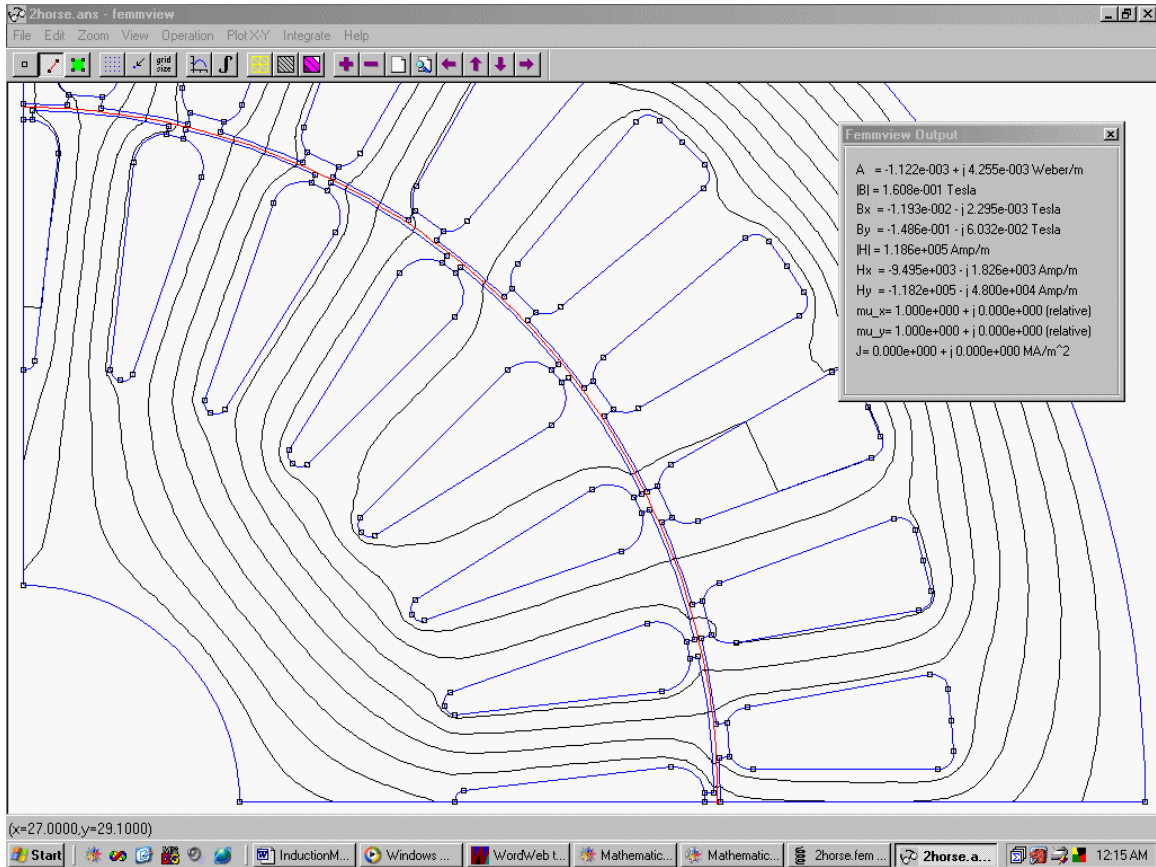 2horse.ans - femmview
File Edit Zoom View Operation Plot X-Y Integrate Help
grid
size
Femmview Output
A = -1.122e-003 + j 4.255e-003 Weber/m
|B| = 1.608e-001 Tesla
Bx = -1.193e-002 - j 2.295e-003 Tesla
By = -1.486e-001 - j 6.032e-002 Tesla
|H| = 1.186e+005 Amp/m
Hx = -9.495e+003 - j 1.826e+003 Amp/m
Hy = -1.182e+005 - j 4.800e+004 Amp/m
mu_x= 1.000e+000 + j 0.000e+000 (relative)
mu_y= 1.000e+000 + j 0.000e+000 (relative)
J= 0.000e+000 + j 0.000e+000 MA/m^2
(x=27.0000,y=29.1000)
Start InductionM... Windows ... WordWeb t... Mathematic... Mathematic... 2horse.fem ... 2horse.a... 12:15 AM